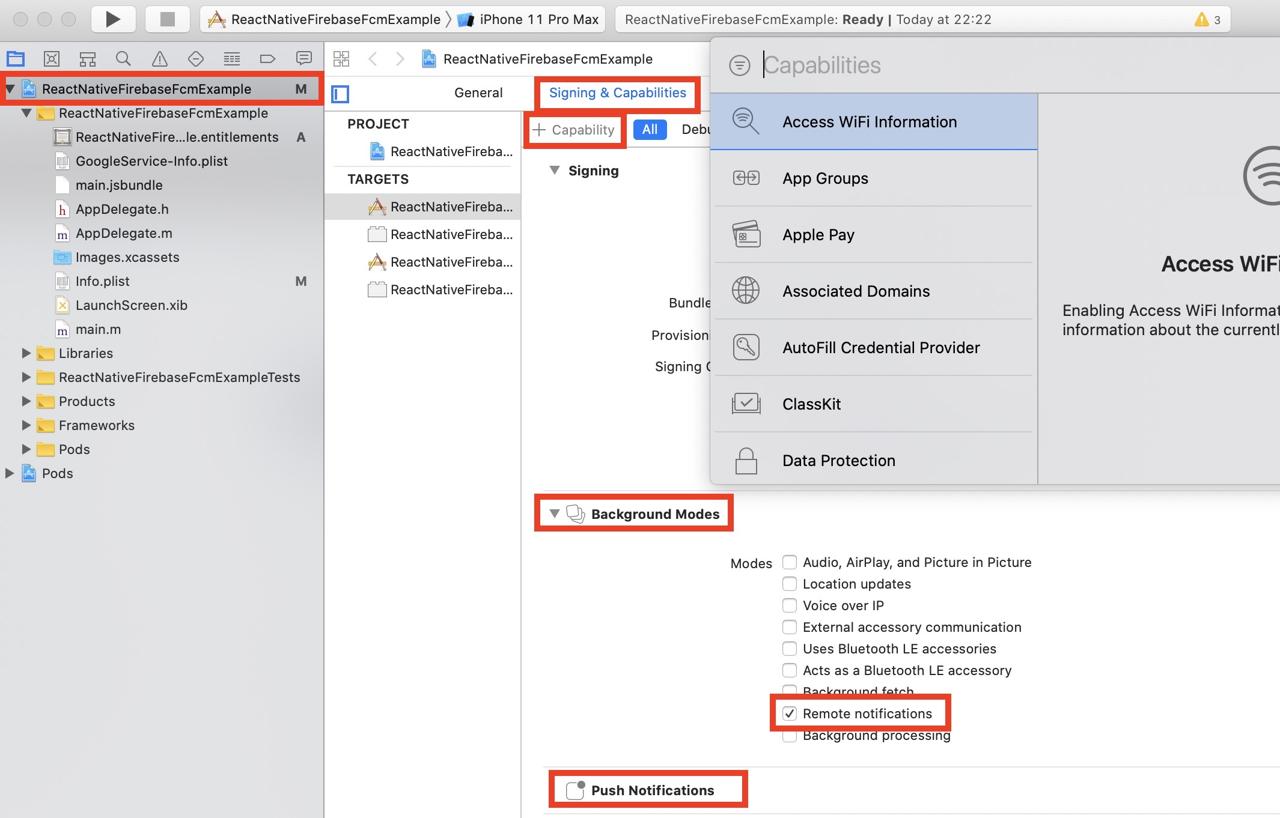 ReactNativeFirebaseFcmExample 〉 iPhone 11 Pro Max
ReactNativeFirebaseFcmExample: Ready | Today at 22:22
3
ReactNativeFirebaseFcmExample M
ReactNativeFirebaseFcmExample
ReactNativeFire...le.entitlements A
GoogleService-Info.plist
main.jsbundle
h AppDelegate.h
m AppDelegate.m
Images.xcassets
Info.plist M
LaunchScreen.xib
m main.m
Libraries
ReactNativeFirebaseFcmExampleTests
Products
Frameworks
Pods
Pods
ReactNativeFirebaseFcmExample
General
Signing & Capabilities
PROJECT
ReactNativeFireba...
TARGETS
ReactNativeFireba...
ReactNativeFireba...
ReactNativeFireba...
ReactNativeFireba...
+ Capability
All
Debu
Signing
Bundle
Provisioni
Signing C
Capabilities
Access WiFi Information
App Groups
Apple Pay
Associated Domains
AutoFill Credential Provider
ClassKit
Data Protection
Access WiFi
Enabling Access WiFi Informat
information about the currentl
Background Modes
Modes
Audio, AirPlay, and Picture in Picture
Location updates
Voice over IP
External accessory communication
Uses Bluetooth LE accessories
Acts as a Bluetooth LE accessory
Background fetch
Remote notifications
Background processing
Push Notifications